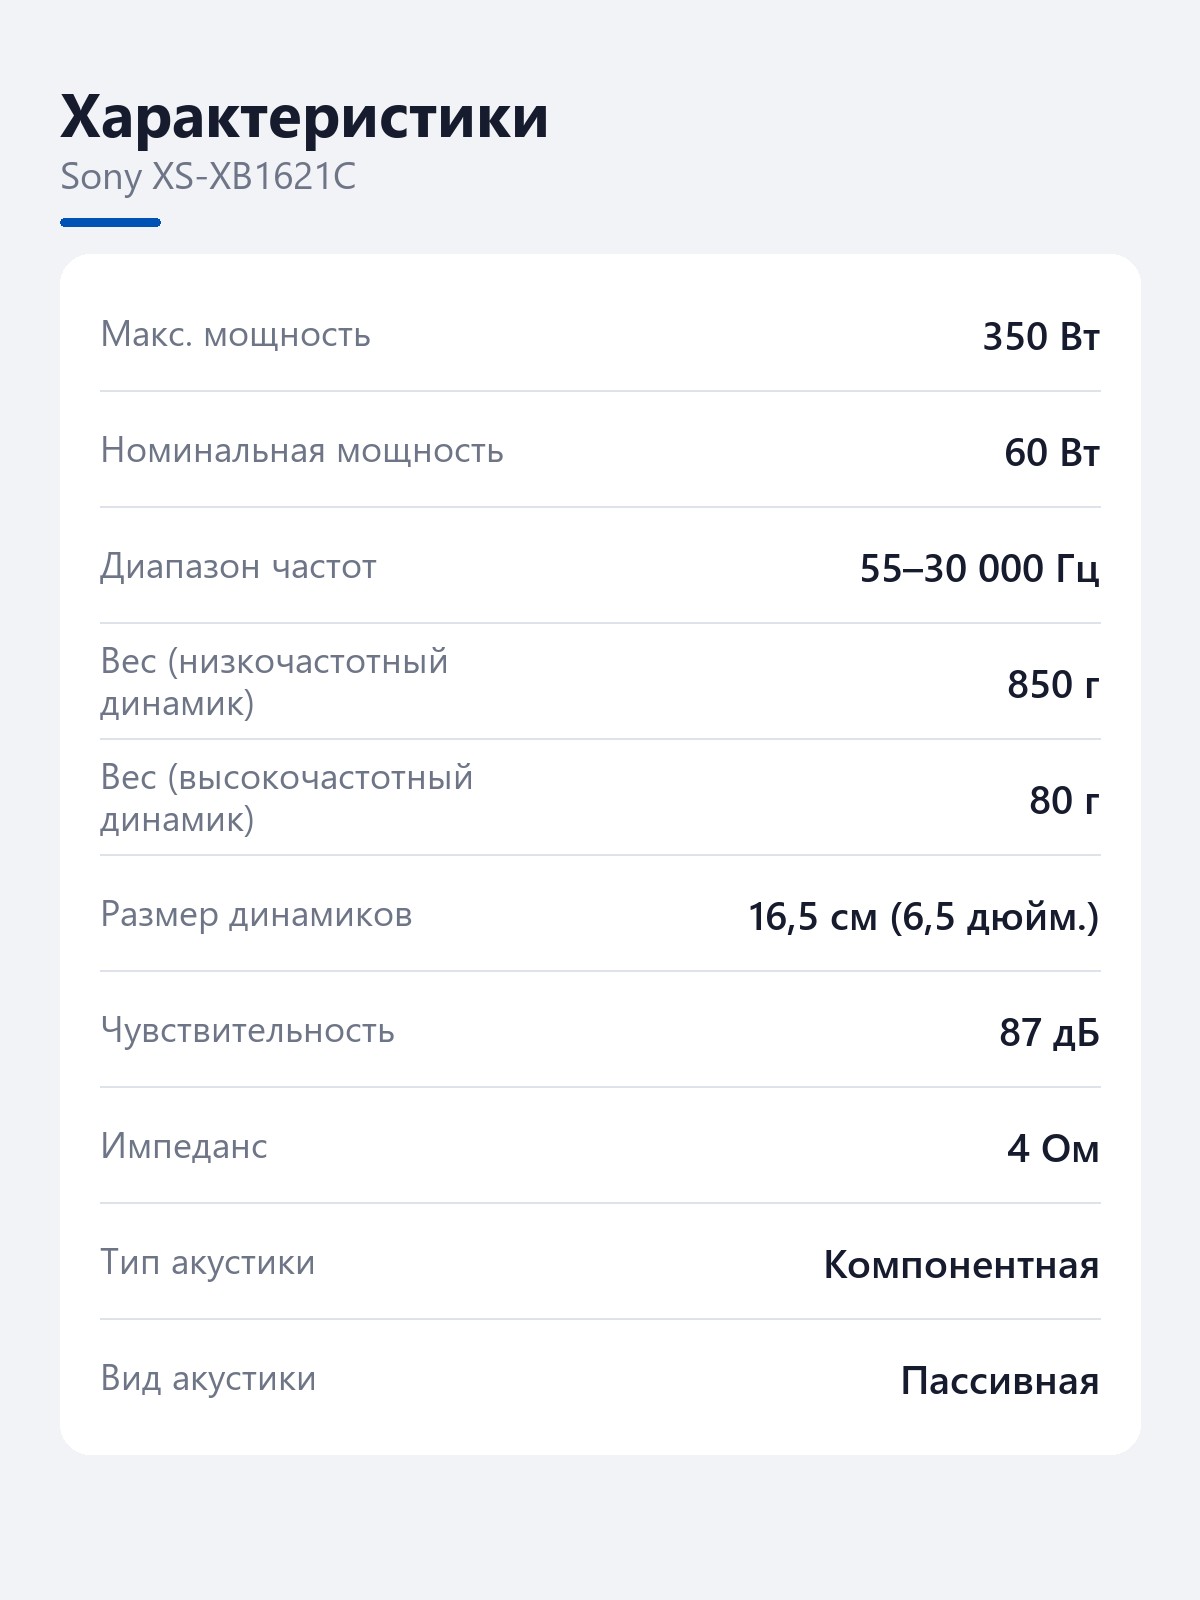 Характеристики
Sony XS-XB1621C
Макс. мощность 350 Вт
Номинальная мощность 60 Вт
Диапазон частот 55–30 000 Гц
Вес (низкочастотный
динамик) 850 г
Вес (высокочастотный
динамик) 80 г
Размер динамиков 16,5 см (6,5 дюйм.)
Чувствительность 87 дБ
Импеданс 4 Ом
Тип акустики Компонентная
Вид акустики Пассивная